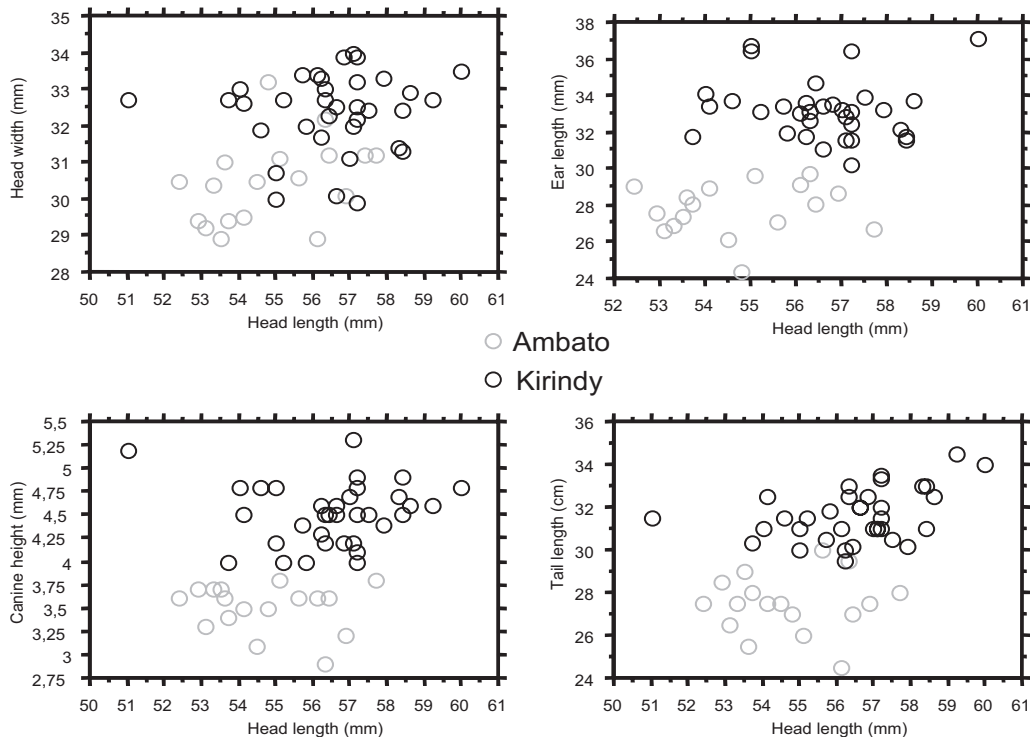 35
34
33
32
31
30
29
28
Head width (mm)
50 51 52 53 54 55 56 57 58 59 60 61
Head length (mm)
38
36
34
32
30
28
26
24
Ear length (mm)
52 53 54 55 56 57 58 59 60 61
Head length (mm)
Ambato
Kirindy
5,5
5,25
5
4,75
4,5
4,25
4
3,75
3,5
3,25
3
2,75
Canine height (mm)
50 51 52 53 54 55 56 57 58 59 60 61
Head length (mm)
36
34
32
30
28
26
24
Tail length (cm)
50 51 52 53 54 55 56 57 58 59 60 61
Head length (mm)